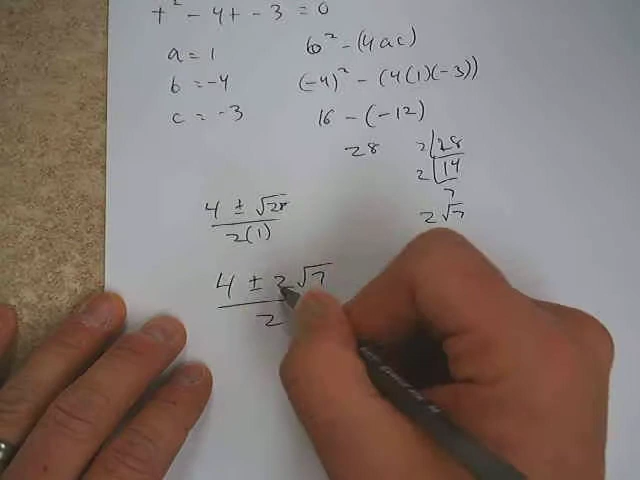 t² - 4t - 3 = 0
a = 1
b = -4
c = -3
b² - (4ac)
(-4)² - (4(1)(-3))
16 - (-12)
28
2 | 28
2 | 14
7
2√7
4 ± √28
2(1)
4 ± 2√7
2